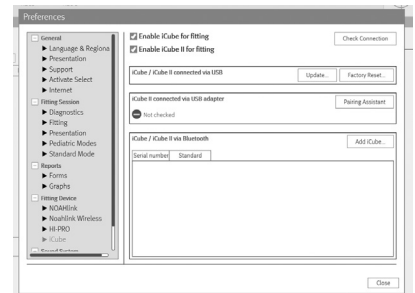 Preferences
General
Language & Regiona
Presentation
Support
Activate Select
Internet
Fitting Session
Diagnostics
Fitting
Presentation
Pediatric Modes
Standard Mode
Reports
Forms
Graphs
Fitting Device
NOAHlink
Noahlink Wireless
HI-PRO
iCube
Sound System
Enable iCube for fitting
Enable iCube II for fitting
Check Connection
iCube / iCube II connected via USB
Update...
Factory Reset...
iCube II connected via USB adapter
Pairing Assistant
Not checked
iCube / iCube II via Bluetooth
Add iCube...
Serial number Standard
Close